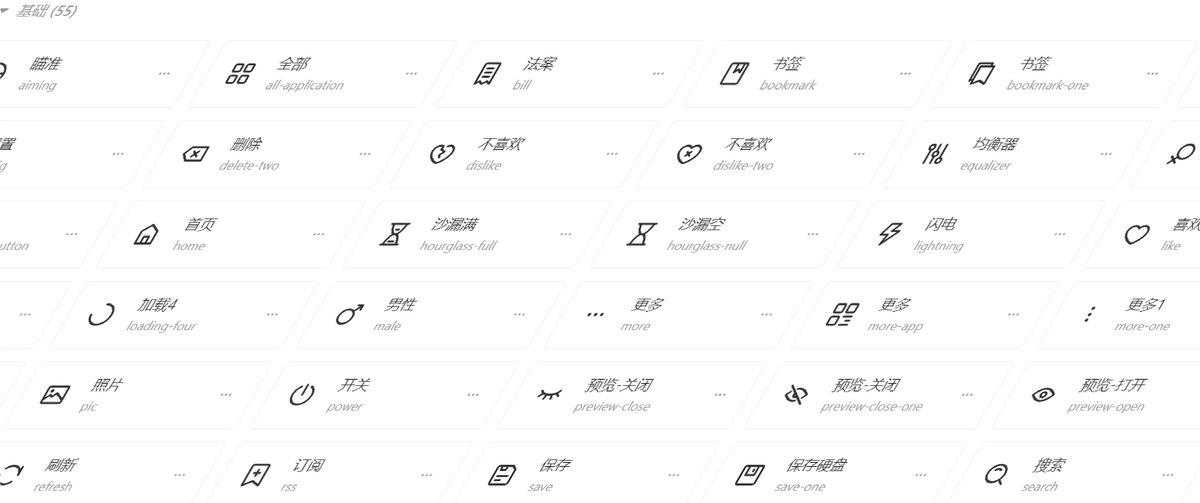 基础 (55)
瞄准
aiming
全部
all-application
法案
bill
书签
bookmark
书签
bookmark-one
删除
delete-two
不喜欢
dislike
不喜欢
dislike-two
均衡器
equalizer
首页
home
沙漏满
hourglass-full
沙漏空
hourglass-null
闪电
lightning
喜欢
like
加载4
loading-four
男性
male
更多
more
更多
more-app
更多1
more-one
照片
pic
开关
power
预览-关闭
preview-close
预览-关闭
preview-close-one
预览-打开
preview-open
刷新
refresh
订阅
rss
保存
save
保存硬盘
save-one
搜索
search